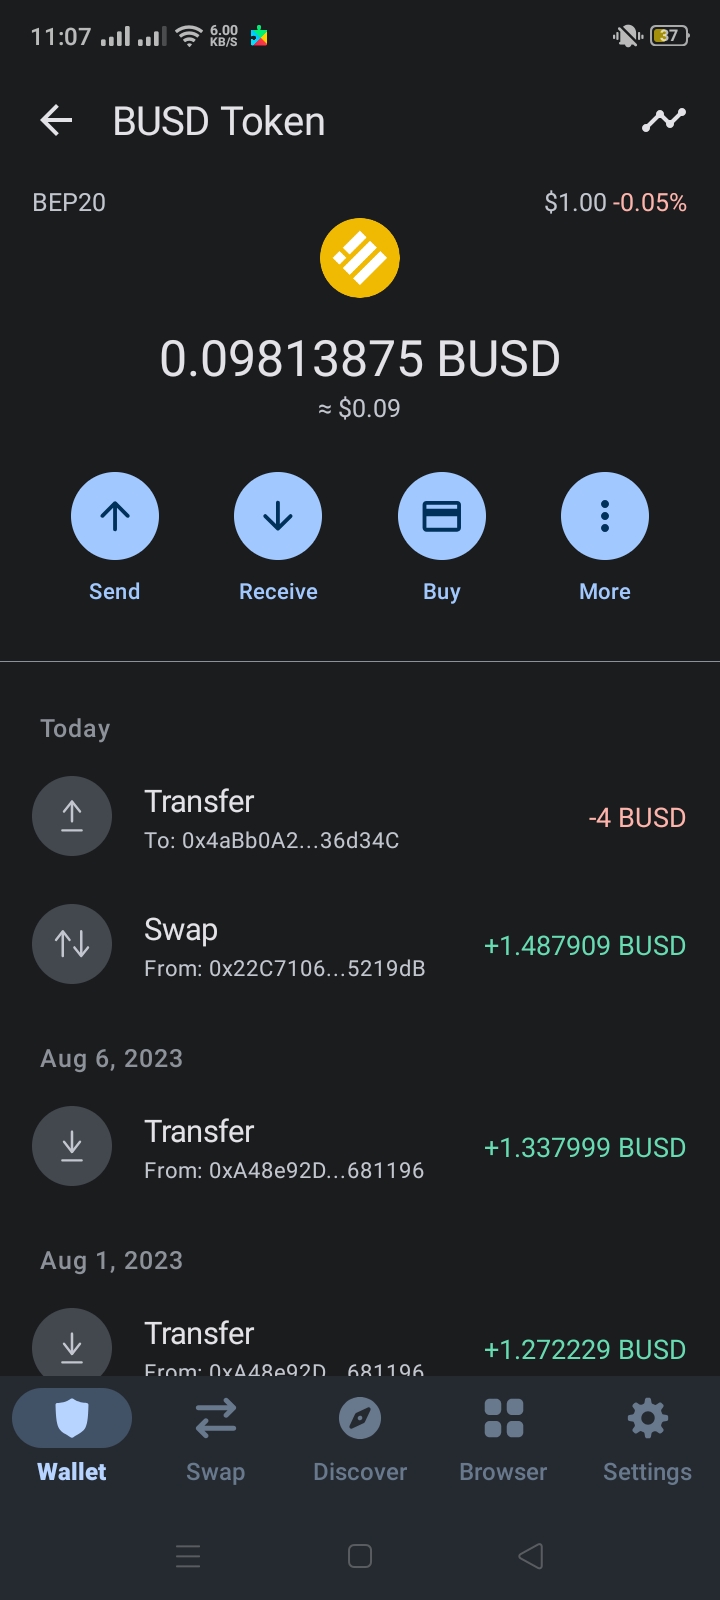 11:07 6.00 KB/S 37
BUSD Token
BEP20 $1.00 -0.05%
0.09813875 BUSD
≈ $0.09
Send Receive Buy More
Today
Transfer
To: 0x4aBb0A2...36d34C -4 BUSD
Swap
From: 0x22C7106...5219dB +1.487909 BUSD
Aug 6, 2023
Transfer
From: 0xA48e92D...681196 +1.337999 BUSD
Aug 1, 2023
Transfer
From: 0xA48e92D...681196 +1.272229 BUSD
Wallet Swap Discover Browser Settings